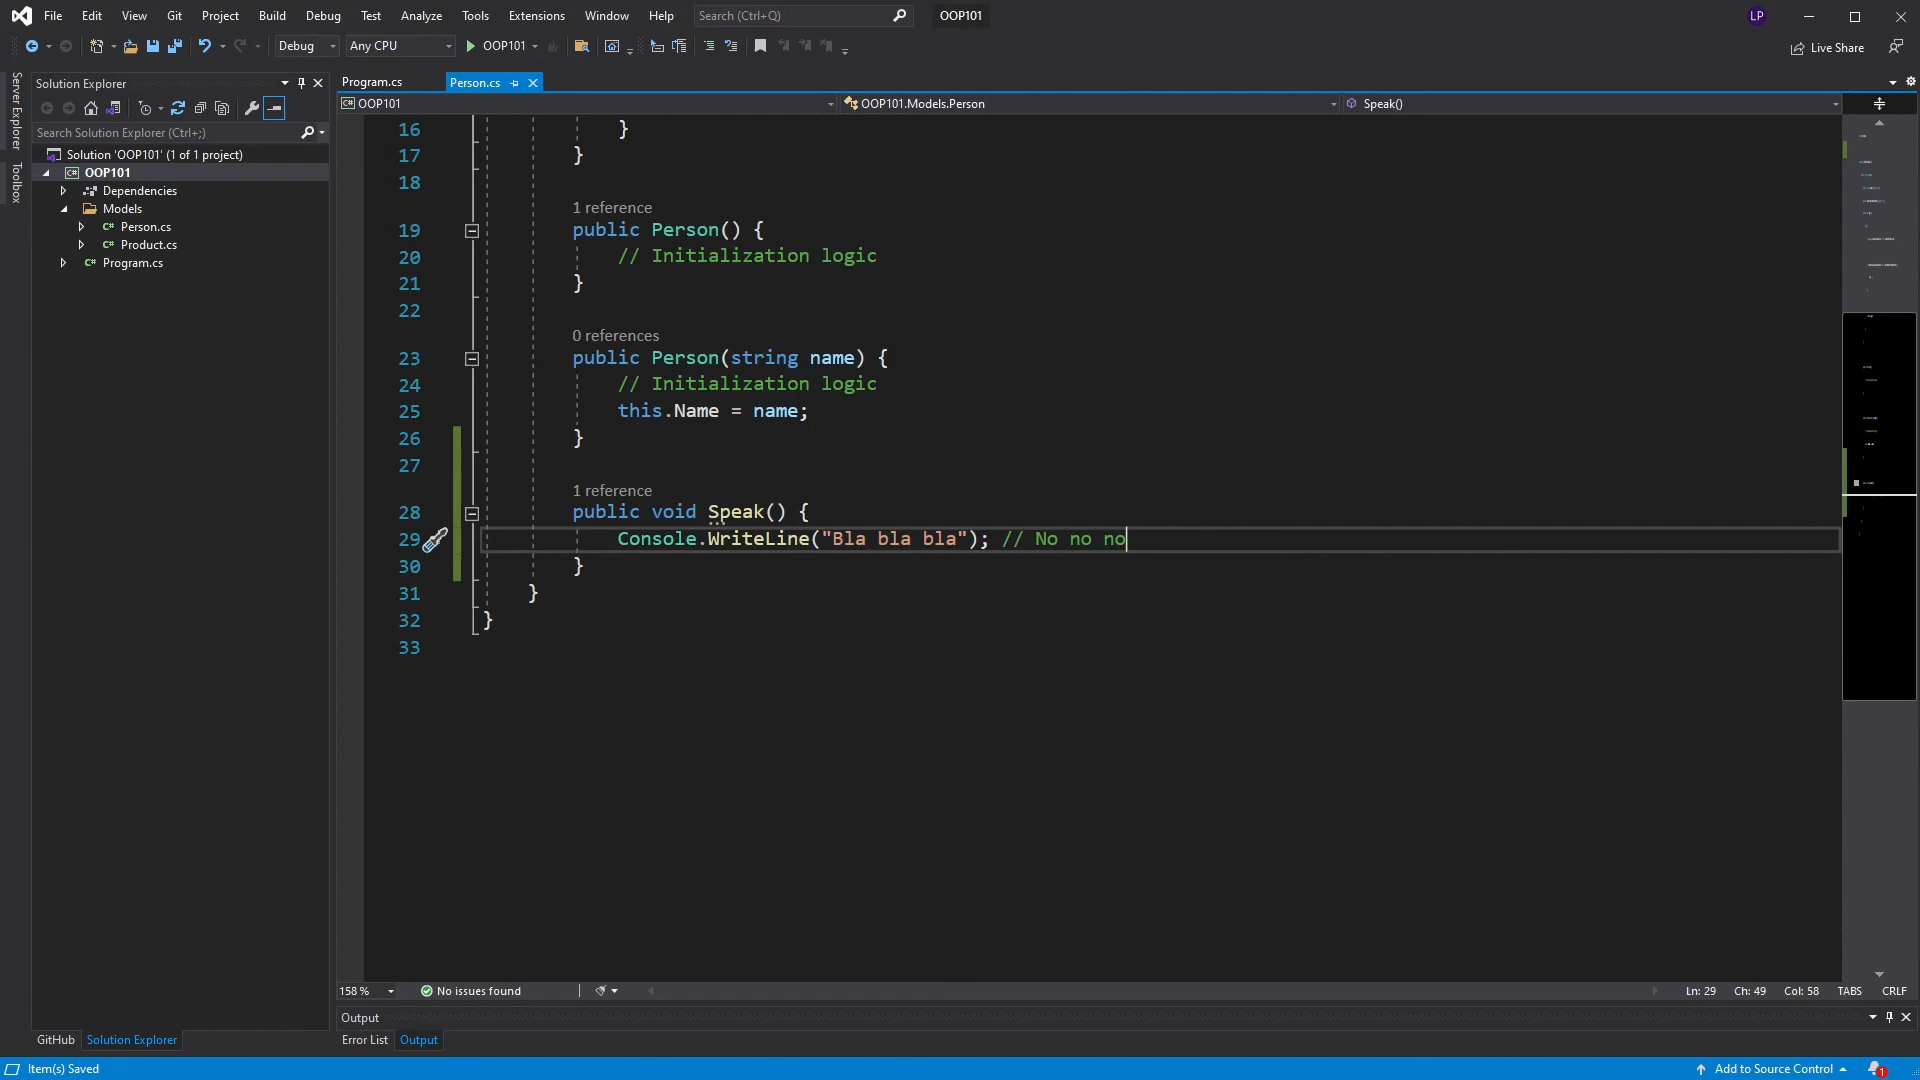 File Edit View Git Project Build Debug Test Analyze Tools Extensions Window Help Search (Ctrl+Q) OOP101 LP
Debug Any CPU OOP101 Live Share
Server Explorer
Toolbox
Solution Explorer
Search Solution Explorer (Ctrl+;)
Solution 'OOP101' (1 of 1 project)
C# OOP101
Dependencies
Models
C# Person.cs
C# Product.cs
C# Program.cs
GitHub Solution Explorer
Program.cs Person.cs
C# OOP101 OOP101.Models.Person Speak()
16 }
17 }
18
1 reference
19 public Person() {
20 // Initialization logic
21 }
22
0 references
23 public Person(string name) {
24 // Initialization logic
25 this.Name = name;
26 }
27
1 reference
28 public void Speak() {
29 Console.WriteLine("Bla bla bla"); // No no no
30 }
31 }
32 }
33
158 % No issues found Ln: 29 Ch: 49 Col: 58 TABS CRLF
Output
Error List Output
Item(s) Saved Add to Source Control 1